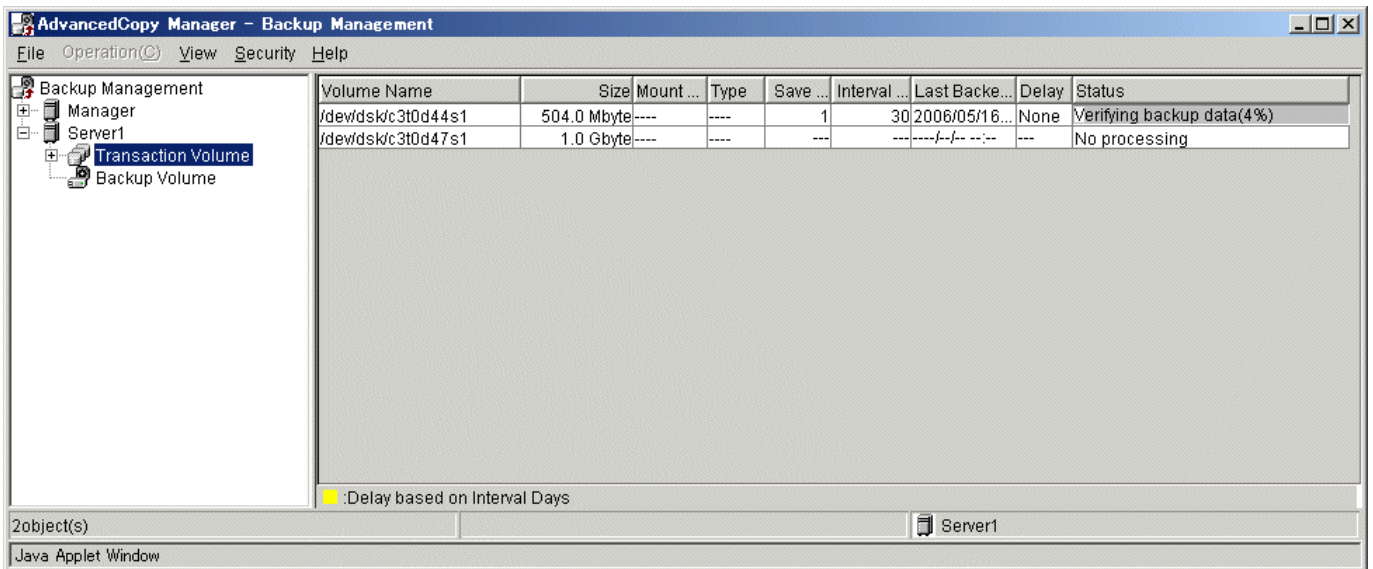 AdvancedCopy Manager - Backup Management
File Operation(C) View Security Help
Backup Management
Manager
Server1
Transaction Volume
Backup Volume
Volume Name Size Mount ... Type Save ... Interval ... Last Backe... Delay Status
/dev/dsk/c3t0d44s1 504.0 Mbyte ---- ---- 1 30 2006/05/16... None Verifying backup data(4%)
/dev/dsk/c3t0d47s1 1.0 Gbyte ---- ---- --- --- ----/--/-- --:-- --- No processing
:Delay based on Interval Days
2object(s) Server1
Java Applet Window